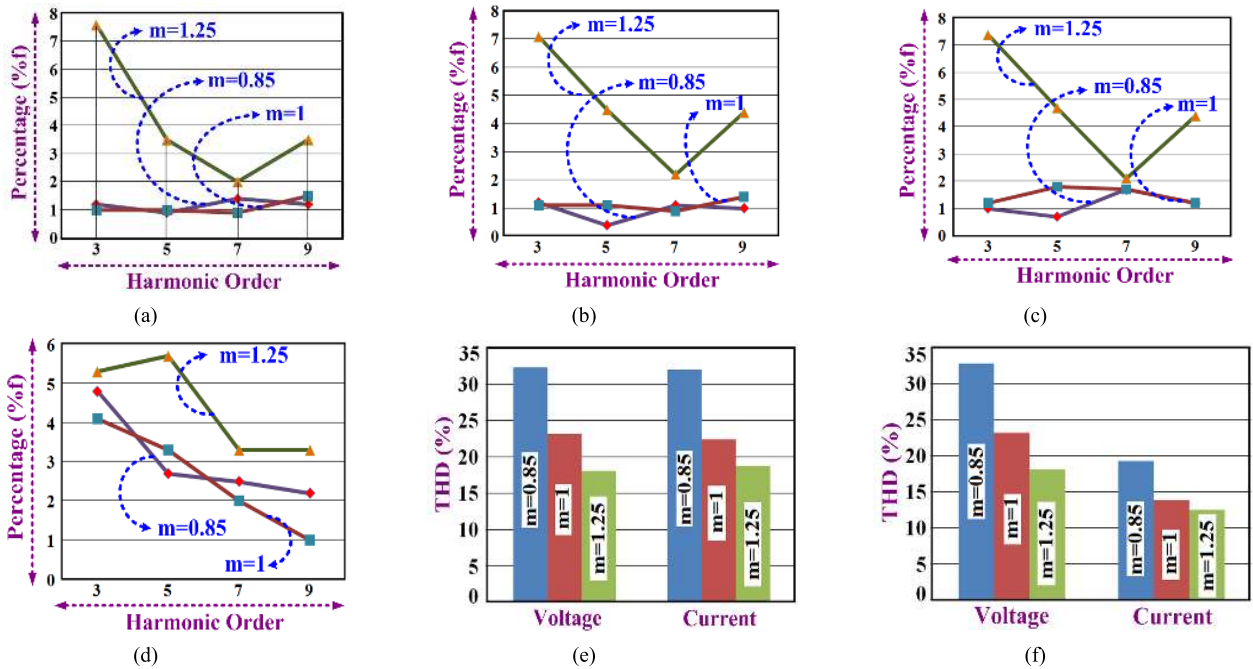 8
7
6
5
4
3
2
1
0
Percentage (%f)
m=1.25
m=0.85
m=1
3 5 7 9
Harmonic Order
(a)
8
7
6
5
4
3
2
1
0
Percentage (%f)
m=1.25
m=0.85
m=1
3 5 7 9
Harmonic Order
(b)
8
7
6
5
4
3
2
1
0
Percentage (%f)
m=1.25
m=0.85
m=1
3 5 7 9
Harmonic Order
(c)
6
5
4
3
2
1
0
Percentage (%f)
m=1.25
m=0.85
m=1
3 5 7 9
Harmonic Order
(d)
35
30
25
20
15
10
5
0
THD (%)
m=0.85
m=1
m=1.25
m=0.85
m=1
m=1.25
Voltage Current
(e)
35
30
25
20
15
10
5
0
THD (%)
m=0.85
m=1
m=1.25
m=0.85
m=1
m=1.25
Voltage Current
(f)